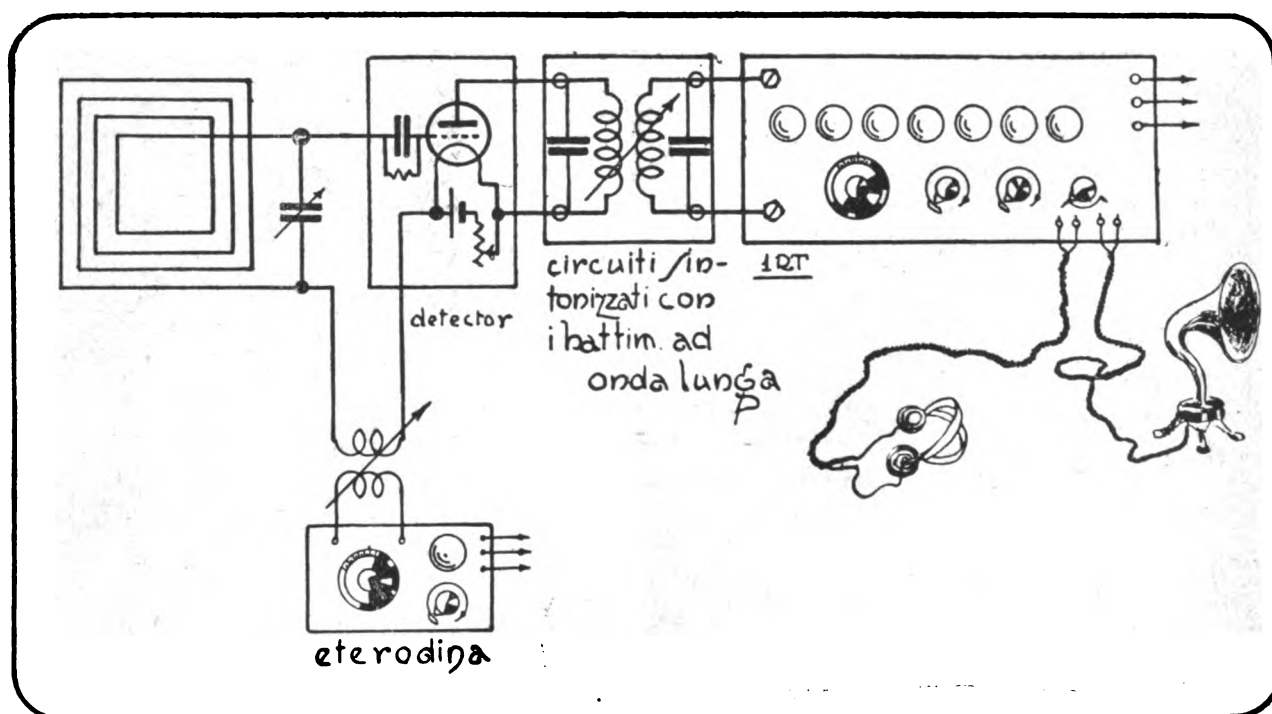 detector
circuiti sin-
tonizzati con
i battim. ad
onda lunga
1RT
eterodina